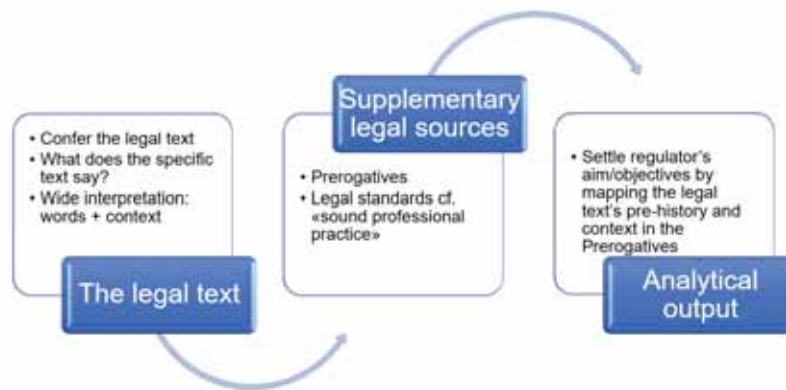 • Confer the legal text
• What does the specific
text say?
• Wide interpretation:
words + context
The legal text
Supplementary
legal sources
• Prerogatives
• Legal standards cf.
«sound professional
practice»
• Settle regulator's
aim/objectives by
mapping the legal
text's pre-history and
context in the
Prerogatives
Analytical
output